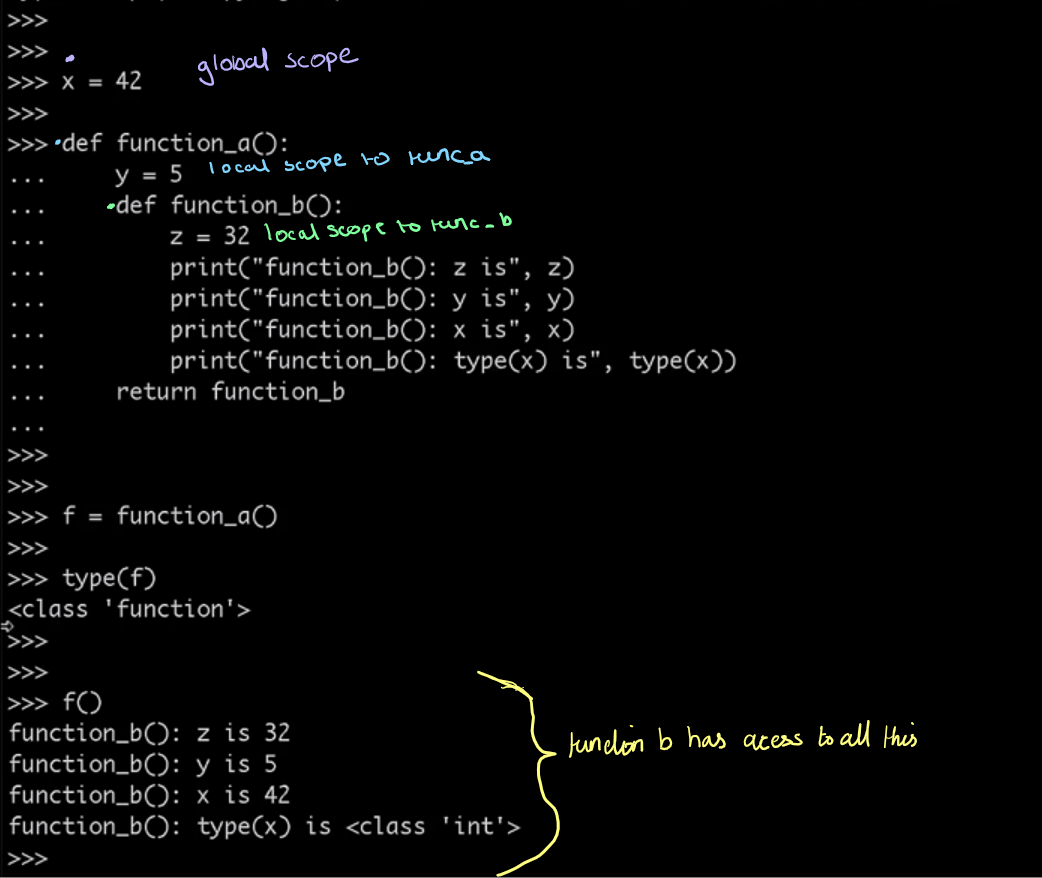 >>>
>>>
>>> x = 42 global scope
>>>
>>> def function_a():
... y = 5 local scope to func_a
... def function_b():
... z = 32 local scope to func_b
... print("function_b(): z is", z)
... print("function_b(): y is", y)
... print("function_b(): x is", x)
... print("function_b(): type(x) is", type(x))
... return function_b
...
>>>
>>>
>>> f = function_a()
>>>
>>> type(f)
<class 'function'>
>>>
>>>
>>> f()
function_b(): z is 32
function_b(): y is 5
function_b(): x is 42
function_b(): type(x) is <class 'int'>
>>>
function b has acess to all this